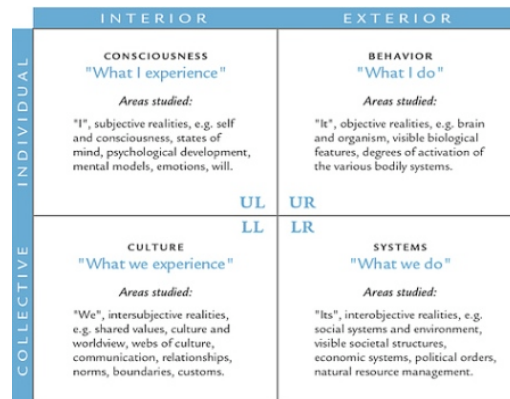 INTERIOR
EXTERIOR
INDIVIDUAL
CONSCIOUSNESS
"What I experience"
Areas studied:
"I", subjective realities, e.g. self
and consciousness, states of
mind, psychological development,
mental models, emotions, will.
UL
BEHAVIOR
"What I do"
Areas studied:
"It", objective realities, e.g. brain
and organism, visible biological
features, degrees of activation of
the various bodily systems.
UR
COLLECTIVE
LL
CULTURE
"What we experience"
Areas studied:
"We", intersubjective realities,
e.g. shared values, culture and
worldview, webs of culture,
communication, relationships,
norms, boundaries, customs.
LR
SYSTEMS
"What we do"
Areas studied:
"Its", interobjective realities, e.g.
social systems and environment,
visible societal structures,
economic systems, political orders,
natural resource management.